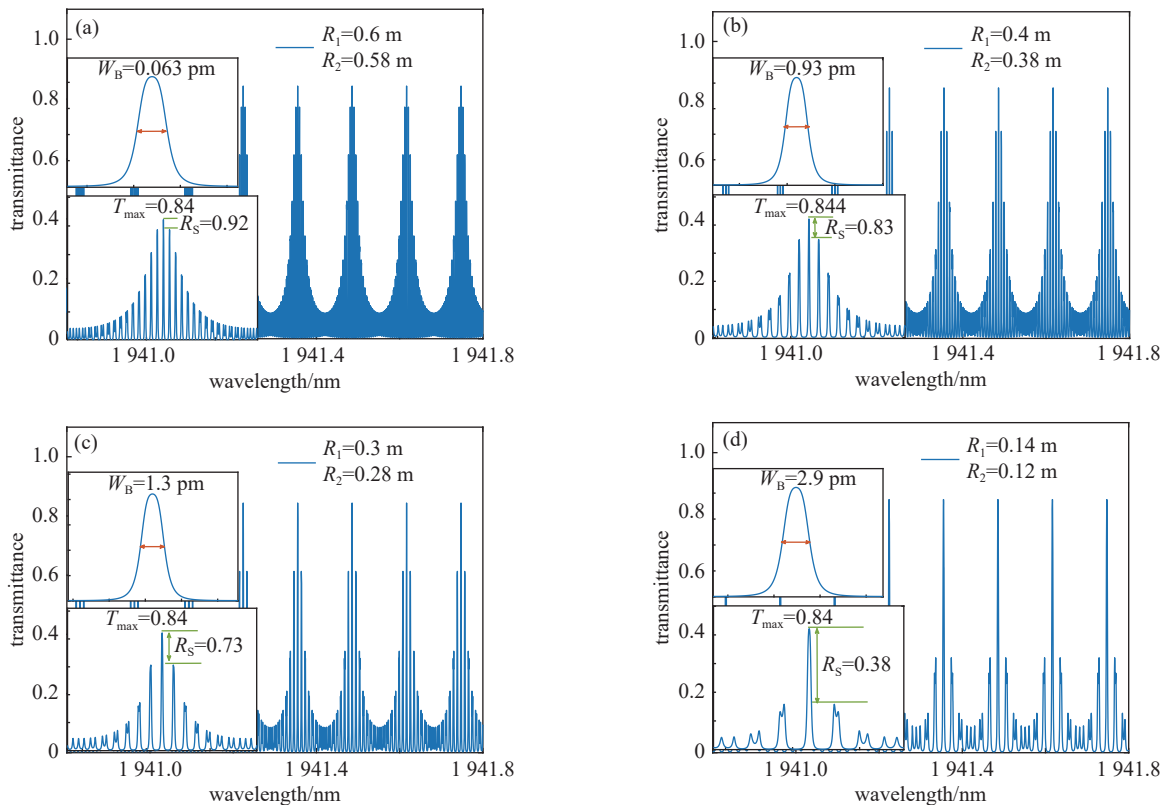 (a)
R1=0.6 m
R2=0.58 m
WB=0.063 pm
Tmax=0.84
RS=0.92
1.0
0.8
0.6
0.4
0.2
0
transmittance
1 941.0 1 941.4 1 941.8
wavelength/nm
(b)
R1=0.4 m
R2=0.38 m
WB=0.93 pm
Tmax=0.844
RS=0.83
1.0
0.8
0.6
0.4
0.2
0
transmittance
1 941.0 1 941.4 1 941.8
wavelength/nm
(c)
R1=0.3 m
R2=0.28 m
WB=1.3 pm
Tmax=0.84
RS=0.73
1.0
0.8
0.6
0.4
0.2
0
transmittance
1 941.0 1 941.4 1 941.8
wavelength/nm
(d)
R1=0.14 m
R2=0.12 m
WB=2.9 pm
Tmax=0.84
RS=0.38
1.0
0.8
0.6
0.4
0.2
0
transmittance
1 941.0 1 941.4 1 941.8
wavelength/nm